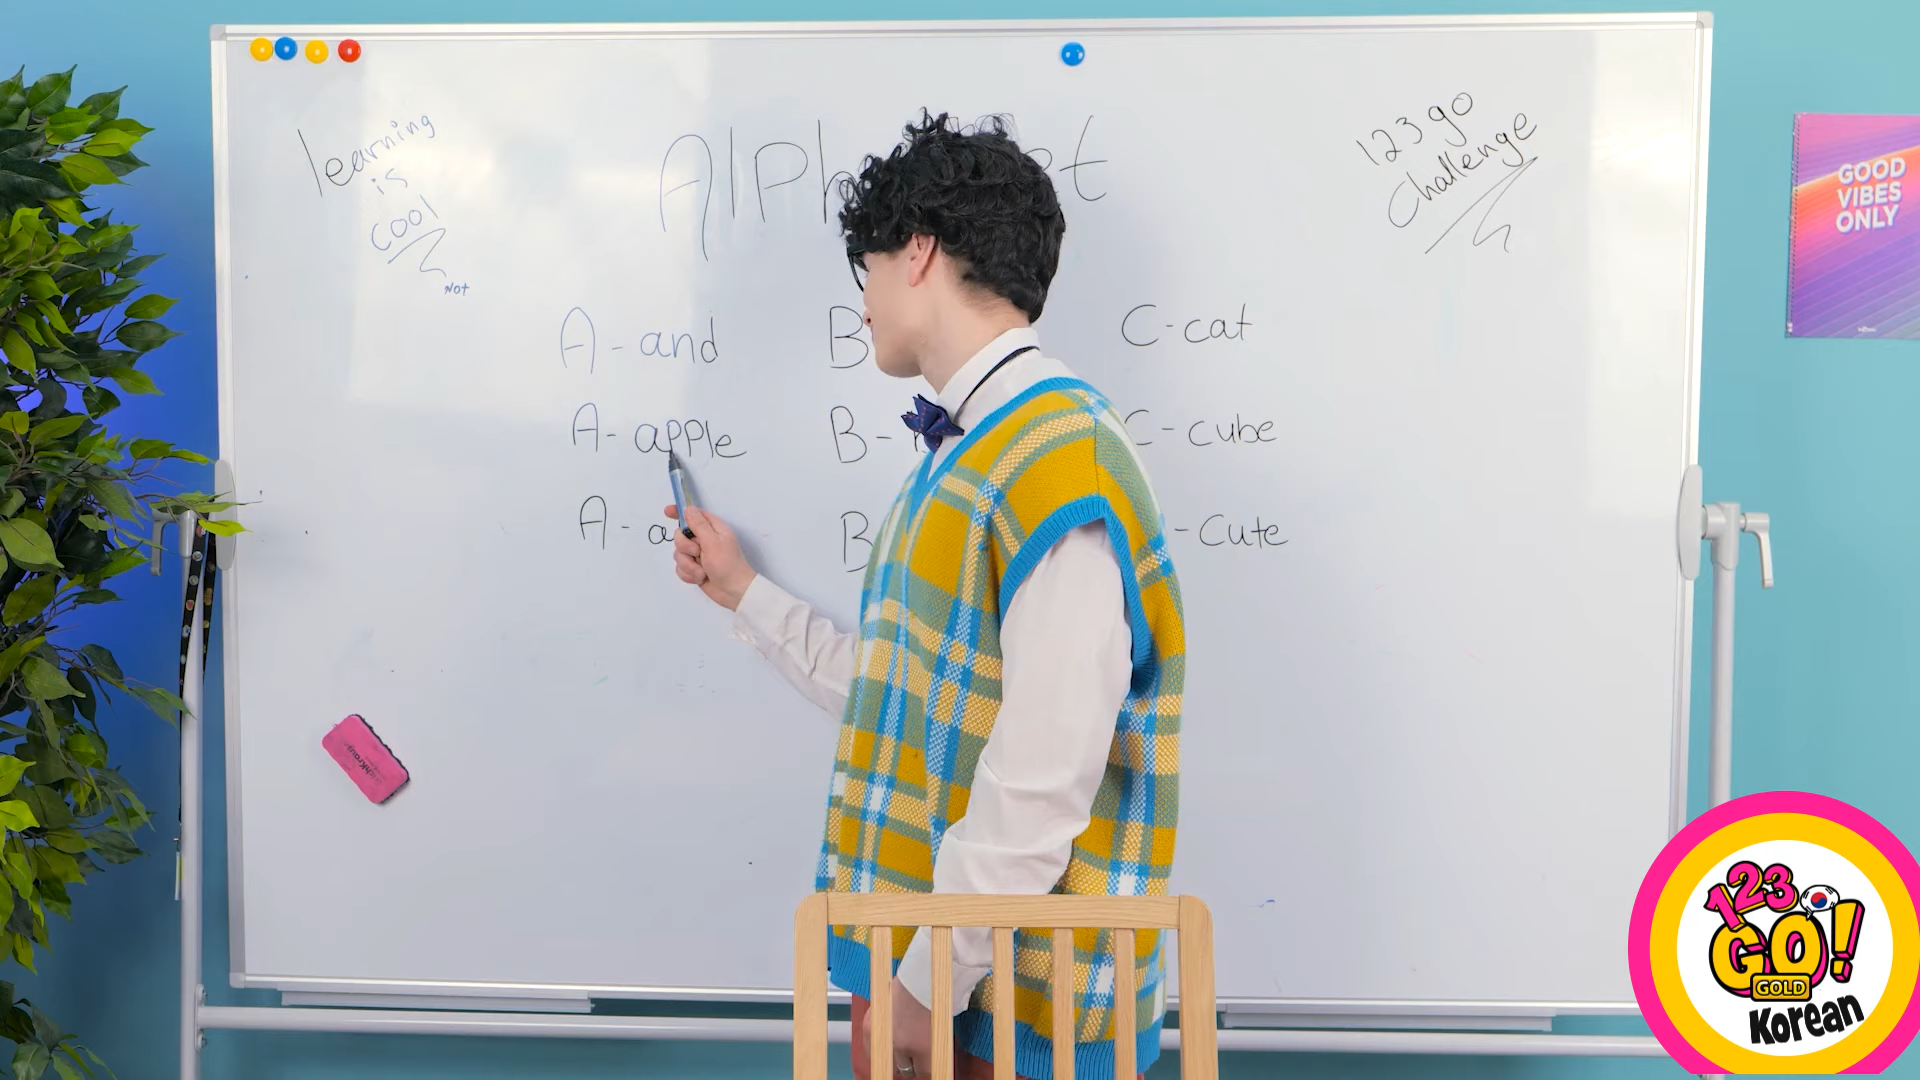 learning
is
cool
Not
123 go
challenge
GOOD
VIBES
ONLY
A - and
B
C - cat
A - apple
B -
C - cube
A -
B
- cute
123
GO!
GOLD
Korean